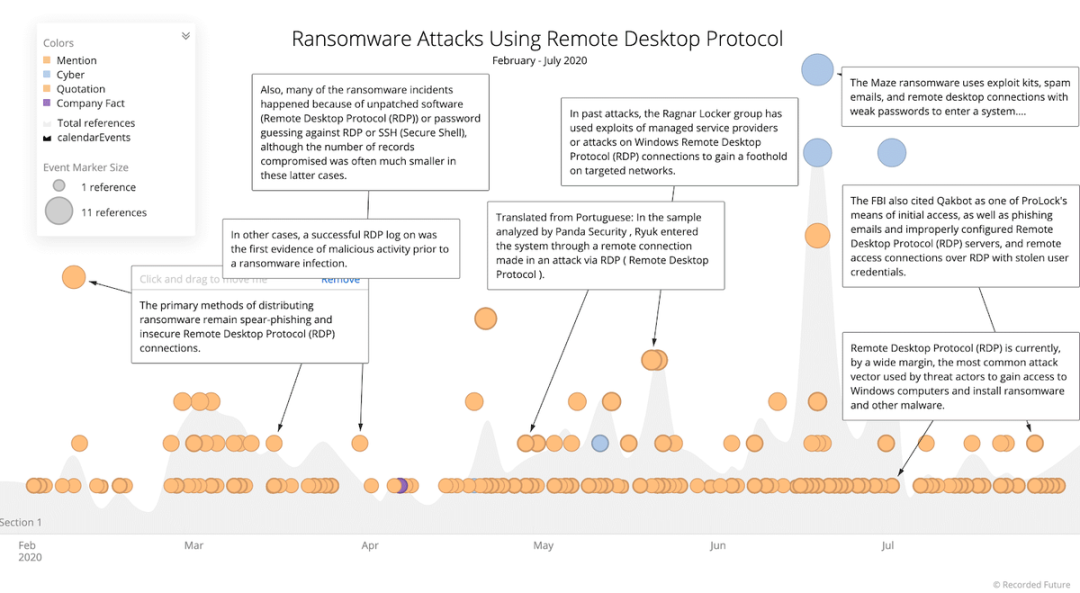 Ransomware Attacks Using Remote Desktop Protocol
February - July 2020
Colors
Mention
Cyber
Quotation
Company Fact
Total references
calendarEvents
Event Marker Size
1 reference
11 references
Also, many of the ransomware incidents
happened because of unpatched software
(Remote Desktop Protocol (RDP)) or password
guessing against RDP or SSH (Secure Shell),
although the number of records
compromised was often much smaller in
these latter cases.
In other cases, a successful RDP log on was
the first evidence of malicious activity prior to
a ransomware infection.
Click and drag to move me
Remove
The primary methods of distributing
ransomware remain spear-phishing and
insecure Remote Desktop Protocol (RDP)
connections.
In past attacks, the Ragnar Locker group has
used exploits of managed service providers
or attacks on Windows Remote Desktop
Protocol (RDP) connections to gain a foothold
on targeted networks.
Translated from Portuguese: In the sample
analyzed by Panda Security , Ryuk entered
the system through a remote connection
made in an attack via RDP ( Remote Desktop
Protocol ).
The Maze ransomware uses exploit kits, spam
emails, and remote desktop connections with
weak passwords to enter a system....
The FBI also cited Qakbot as one of ProLock's
means of initial access, as well as phishing
emails and improperly configured Remote
Desktop Protocol (RDP) servers, and remote
access connections over RDP with stolen user
credentials.
Remote Desktop Protocol (RDP) is currently,
by a wide margin, the most common attack
vector used by threat actors to gain access to
Windows computers and install ransomware
and other malware.
Section 1
Feb
2020
Mar
Apr
May
Jun
Jul
© Recorded Future